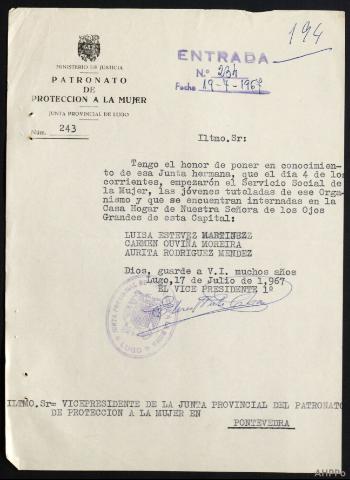 194
MINISTERIO DE JUSTICIA
PATRONATO
DE
PROTECCION A LA MUJER
JUNTA PROVINCIAL DE LUGO
Núm. 243
ENTRADA
N.º 234
Fecha 19-7-1967
Iltmo.Sr:
Tengo el honor de poner en conocimien-
to de esa Junta hermana, que el día 4 de los
corrientes, empezarón el Servicio Social de
la Mujer, las jóvenes tuteladas de ese Orga-
nismo y que se encuentran internadas en la
Casa Hogar de Nuestra Señora de los Ojos
Grandes de esta Capital:
LUISA ESTEVEZ MARTINEZZ
CARMEN OUVIÑA MOREIRA
AURITA RODRIGUEZ MENDEZ
Dios, guarde a V.I. muchos años
Lugo,17 de Julio de 1.967
EL VICE PRESIDENTE 1º
LUGO
ILTMO.Sr= VICEPRESIDENTE DE LA JUNTA PROVINCIAL DEL PATRONATO
DE PROTECCION A LA MUJER EN
PONTEVEDRA
AHPPo